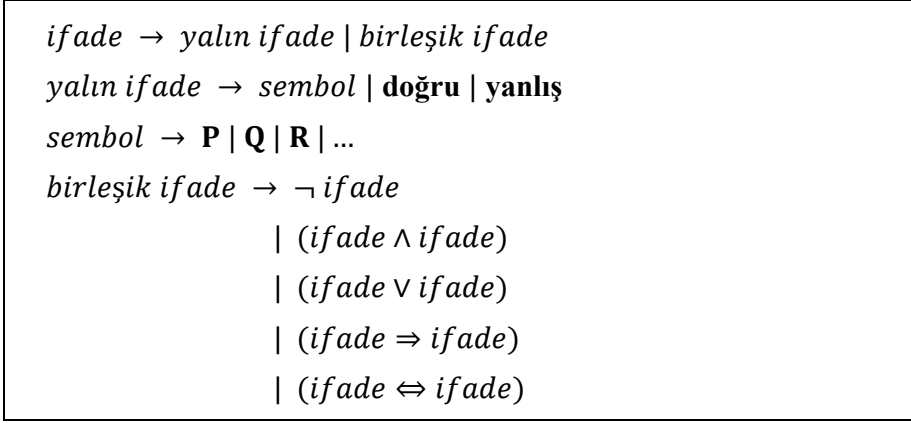 ifade → yalın ifade | birleşik ifade
yalın ifade → sembol | doğru | yanlış
sembol → P | Q | R | …
birleşik ifade → ¬ ifade
| (ifade ∧ ifade)
| (ifade ∨ ifade)
| (ifade ⇒ ifade)
| (ifade ⇔ ifade)